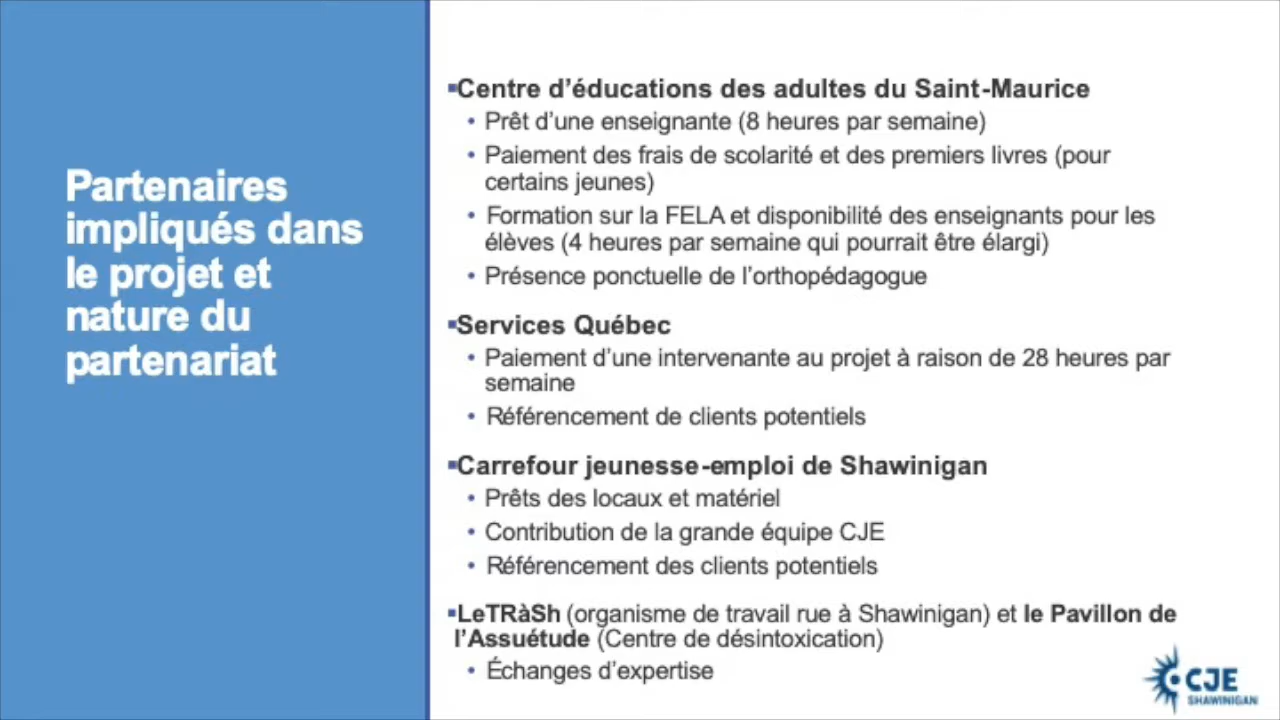 Partenaires
impliqués dans
le projet et
nature du
partenariat
▪Centre d’éducations des adultes du Saint-Maurice
• Prêt d’une enseignante (8 heures par semaine)
• Paiement des frais de scolarité et des premiers livres (pour
certains jeunes)
• Formation sur la FELA et disponibilité des enseignants pour les
élèves (4 heures par semaine qui pourrait être élargi)
• Présence ponctuelle de l’orthopédagogue
▪Services Québec
• Paiement d’une intervenante au projet à raison de 28 heures par
semaine
• Référencement de clients potentiels
▪Carrefour jeunesse-emploi de Shawinigan
• Prêts des locaux et matériel
• Contribution de la grande équipe CJE
• Référencement des clients potentiels
▪LeTRàSh (organisme de travail rue à Shawinigan) et le Pavillon de
l’Assuétude (Centre de désintoxication)
• Échanges d’expertise
CJE
SHAWINIGAN